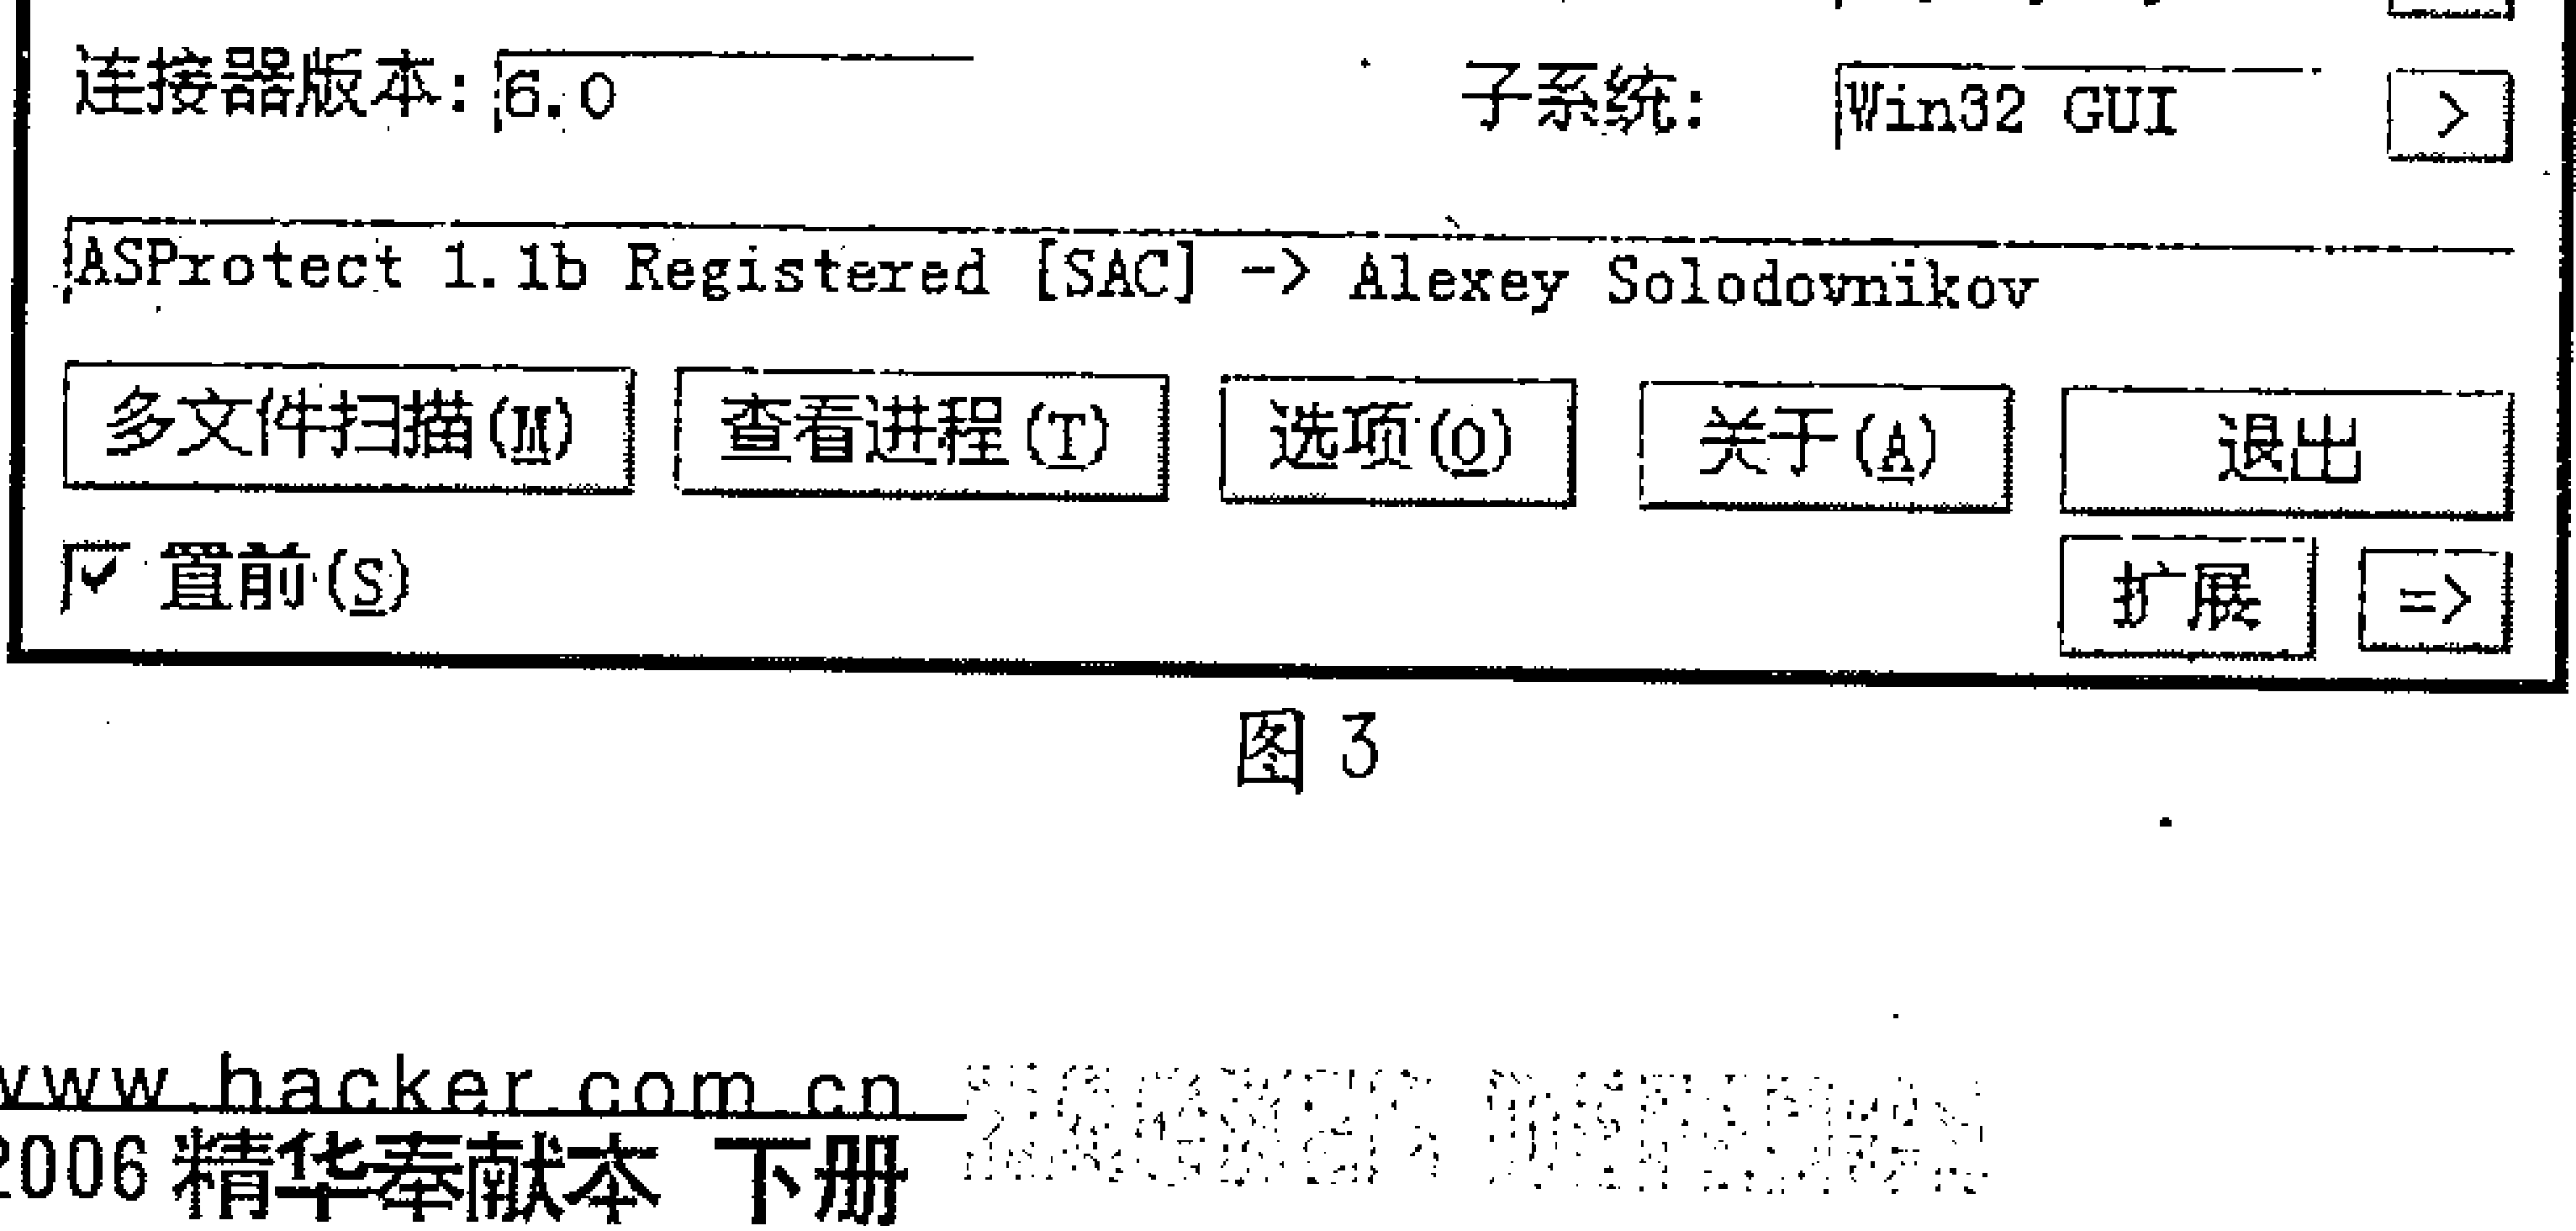 连接器版本: 6.0 子系统: Win32 GUI >
ASProtect 1.1b Registered [SAC] -> Alexey Solodovnikov
多文件扫描(M) 查看进程(T) 选项(O) 关于(A) 退出
置前(S) 扩展 =>
图 3
www.hacker.com.cn
2006 精华奉献本 下册